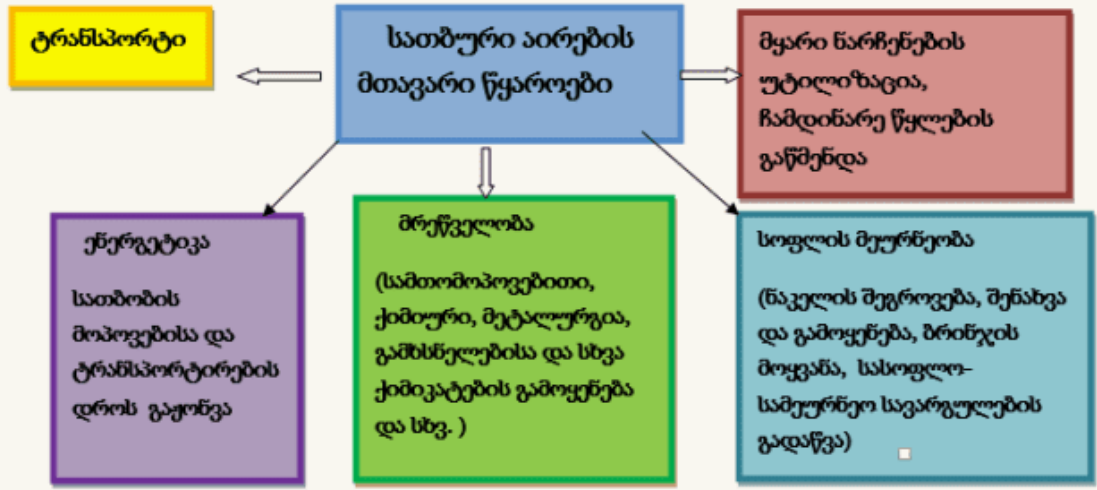 ტრანსპორტი
სათბური აირების
მთავარი წყაროები
მყარი ნარჩენების
უტილიზაცია,
ჩამდინარე წყლების
გაწმენდა
ენერგეტიკა
სათბობის
მოპოვებისა და
ტრანსპორტირების
დროს გაჟონვა
მრეწველობა
(სამთომოპოვებითი,
ქიმიური, მეტალურგია,
გამხსნელებისა და სხვა
ქიმიკატების გამოყენება
და სხვ. )
სოფლის მეურნეობა
(ნაკელის შეგროვება, შენახვა
და გამოყენება, ბრინჯის
მოყვანა, სასოფლო-
სამეურნეო სავარგულების
გადაწვა)